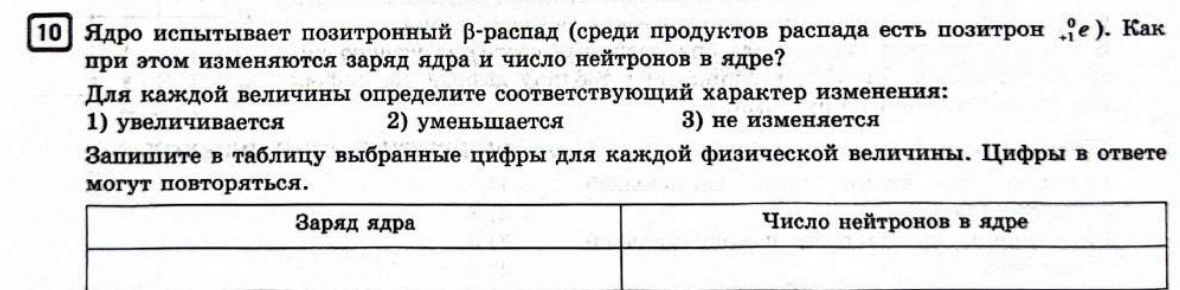 10 Ядро испытывает позитронный β-распад (среди продуктов распада есть позитрон ⁰₊₁e). Как
при этом изменяются заряд ядра и число нейтронов в ядре?
Для каждой величины определите соответствующий характер изменения:
1) увеличивается 2) уменьшается 3) не изменяется
Запишите в таблицу выбранные цифры для каждой физической величины. Цифры в ответе
могут повторяться.
Заряд ядра Число нейтронов в ядре